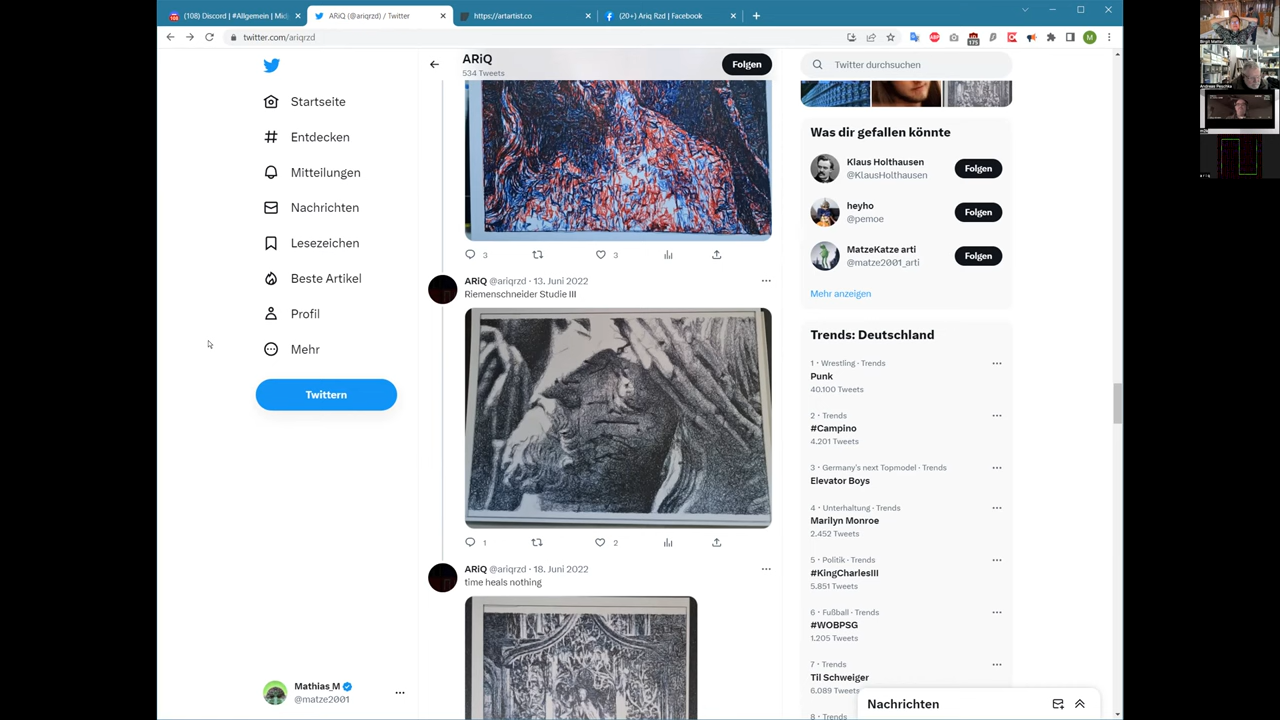 (108) Discord | #Allgemein | Mid
ARiQ (@ariqrzd) / Twitter
https://artartist.co
(20+) Ariq Rzd | Facebook
twitter.com/ariqrzd
175
M
ARiQ
534 Tweets
Folgen
Twitter durchsuchen
Startseite
Entdecken
Mitteilungen
Nachrichten
Lesezeichen
Beste Artikel
Profil
Mehr
Twittern
Mathias_M
@matze2001
3
3
ARiQ @ariqrzd · 13. Juni 2022
Riemenschneider Studie III
1
2
ARiQ @ariqrzd · 18. Juni 2022
time heals nothing
Was dir gefallen könnte
Klaus Holthausen
@KlausHolthausen
Folgen
heyho
@pemoe
Folgen
MatzeKatze arti
@matze2001_arti
Folgen
Mehr anzeigen
Trends: Deutschland
1 · Wrestling · Trends
Punk
40.100 Tweets
2 · Trends
#Campino
4.201 Tweets
3 · Germany's next Topmodel · Trends
Elevator Boys
4 · Unterhaltung · Trends
Marilyn Monroe
2.452 Tweets
5 · Politik · Trends
#KingCharlesIII
5.851 Tweets
6 · Fußball · Trends
#WOBPSG
1.205 Tweets
7 · Trends
Til Schweiger
6.089 Tweets
8 · Trends
Nachrichten
Andreas Peschka